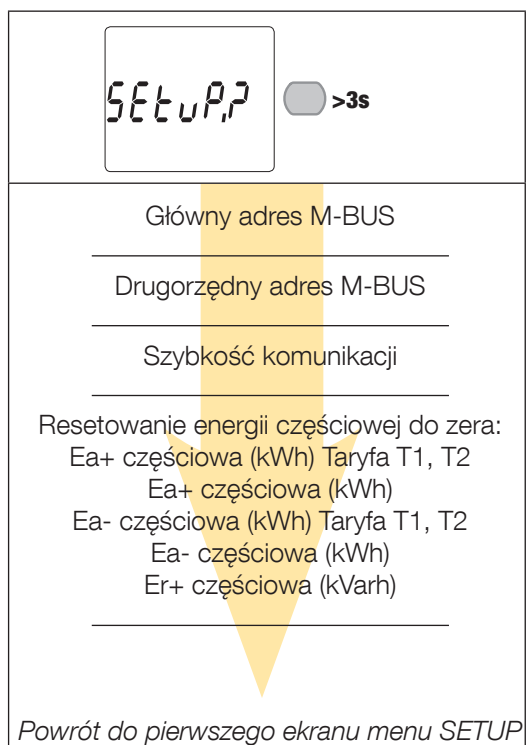 SEtuP,?
>3s
Główny adres M-BUS
Drugorzędny adres M-BUS
Szybkość komunikacji
Resetowanie energii częściowej do zera:
Ea+ częściowa (kWh) Taryfa T1, T2
Ea+ częściowa (kWh)
Ea- częściowa (kWh) Taryfa T1, T2
Ea- częściowa (kWh)
Er+ częściowa (kVarh)
Powrót do pierwszego ekranu menu SETUP